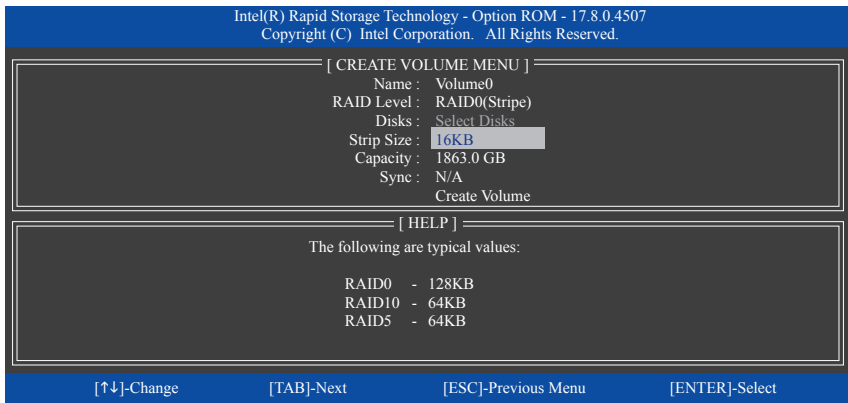 Intel(R) Rapid Storage Technology - Option ROM - 17.8.0.4507
Copyright (C) Intel Corporation. All Rights Reserved.
[ CREATE VOLUME MENU ]
Name : Volume0
RAID Level : RAID0(Stripe)
Disks : Select Disks
Strip Size : 16KB
Capacity : 1863.0 GB
Sync : N/A
Create Volume
[ HELP ]
The following are typical values:
RAID0 - 128KB
RAID10 - 64KB
RAID5 - 64KB
[↑↓]-Change [TAB]-Next [ESC]-Previous Menu [ENTER]-Select